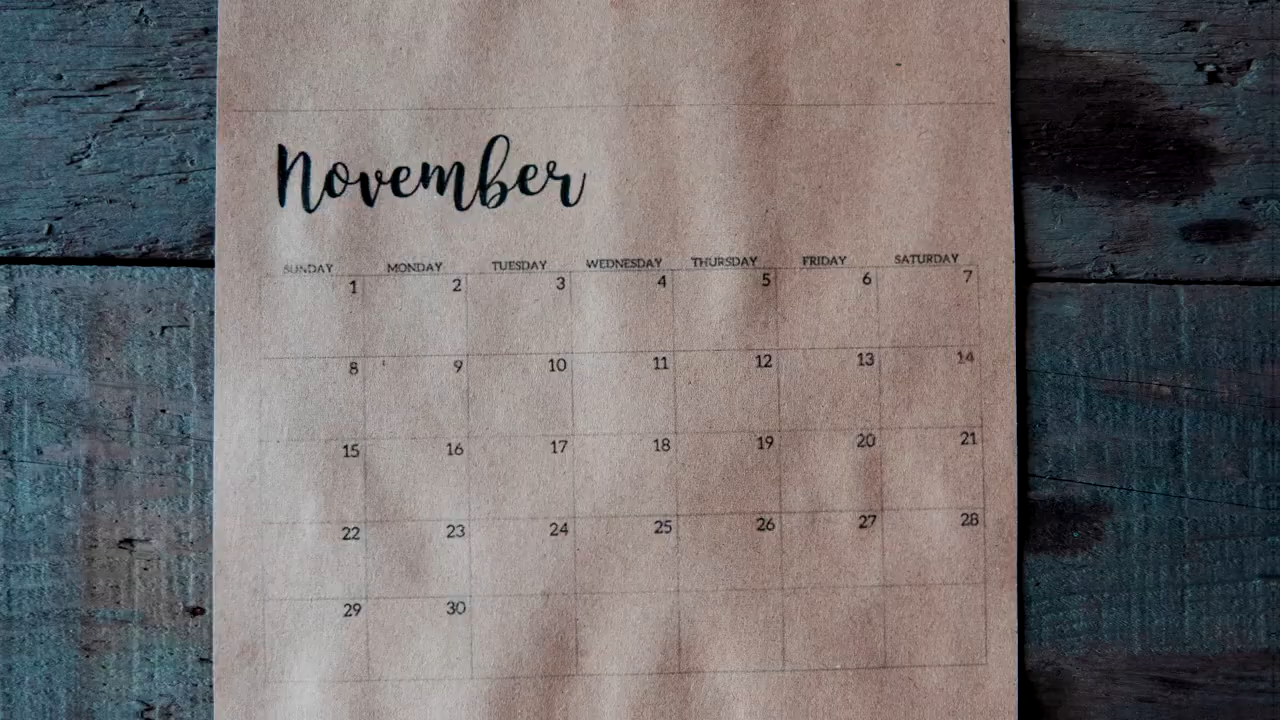 November
SUNDAY MONDAY TUESDAY WEDNESDAY THURSDAY FRIDAY SATURDAY
1 2 3 4 5 6 7
8 9 10 11 12 13 14
15 16 17 18 19 20 21
22 23 24 25 26 27 28
29 30